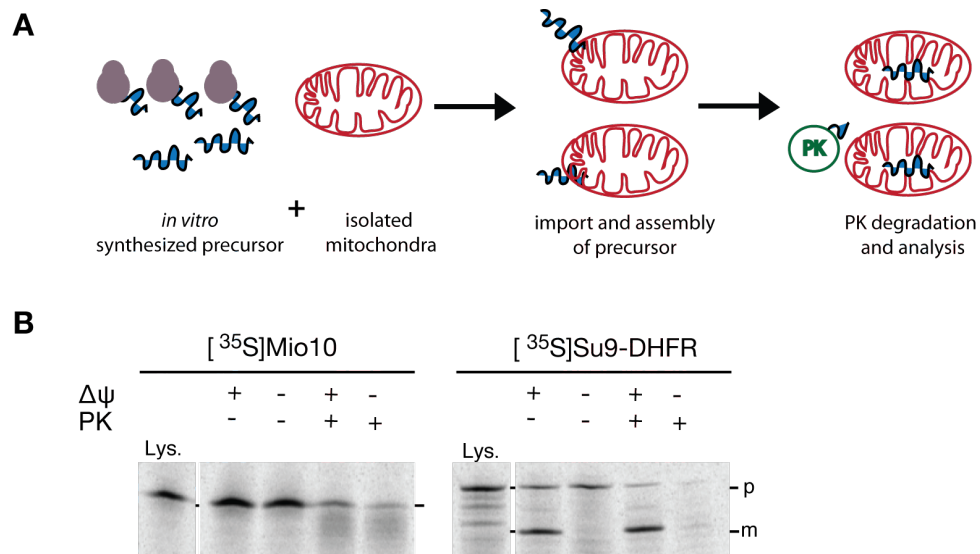 A
PK
in vitro
synthesized precursor
+
isolated
mitochondra
import and assembly
of precursor
PK degradation
and analysis
B
[ ³⁵S]Mio10
[ ³⁵S]Su9-DHFR
Δψ + - + - + - + -
PK - - + + - - + +
Lys. Lys.
p
m